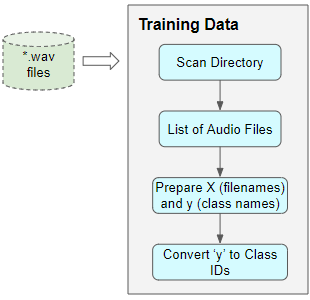 *.wav
files
Training Data
Scan Directory
List of Audio Files
Prepare X (filenames)
and y (class names)
Convert ‘y’ to Class
IDs